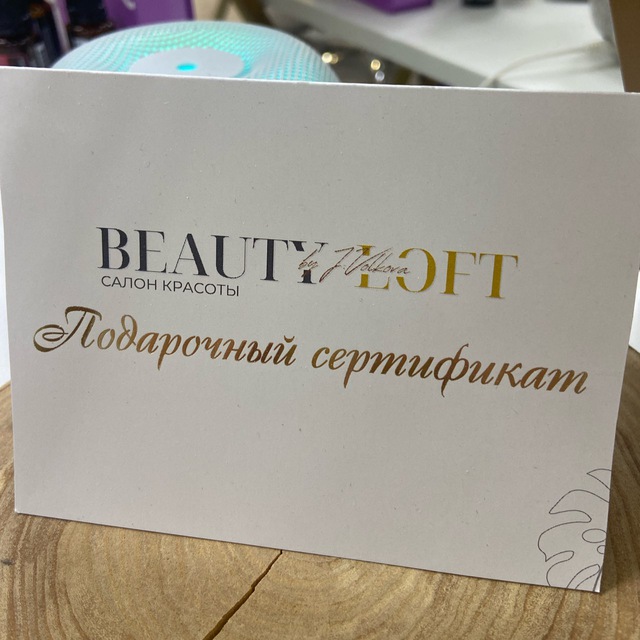 BEAUTY LOFT
by J Volkova
САЛОН КРАСОТЫ
Подарочный сертификат